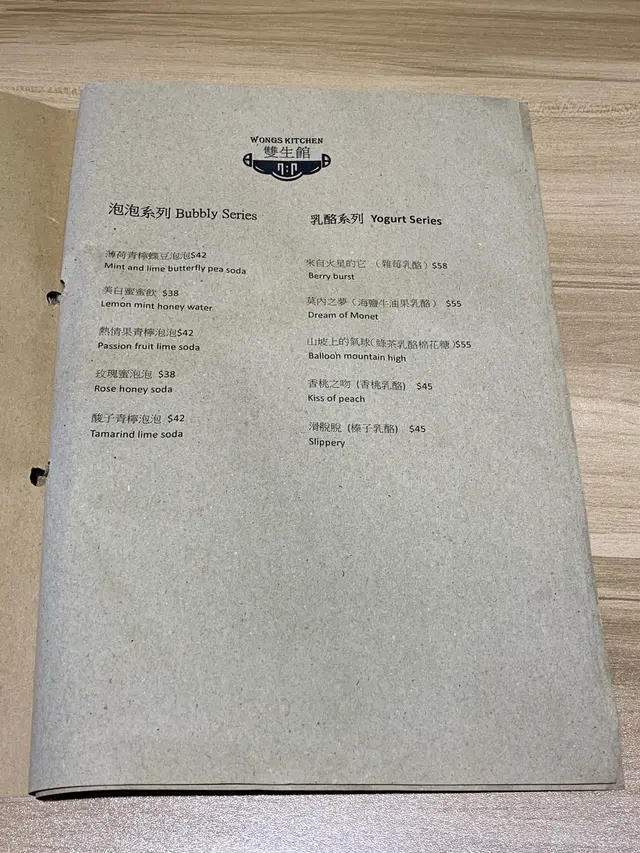 WONGS KITCHEN
雙生館
泡泡系列 Bubbly Series
薄荷青檸蝶豆泡泡$42
Mint and lime butterfly pea soda
美白蜜蜜飲 $38
Lemon mint honey water
熱情果青檸泡泡$42
Passion fruit lime soda
玫瑰蜜泡泡 $38
Rose honey soda
酸子青檸泡泡 $42
Tamarind lime soda
乳酪系列 Yogurt Series
來自火星的它 （雜莓乳酪）$58
Berry burst
莫內之夢（海鹽牛油果乳酪） $55
Dream of Monet
山坡上的氣球(綠茶乳酪棉花糖)$55
Balloon mountain high
香桃之吻 (香桃乳酪) $45
Kiss of peach
滑脫脫 (榛子乳酪) $45
Slippery